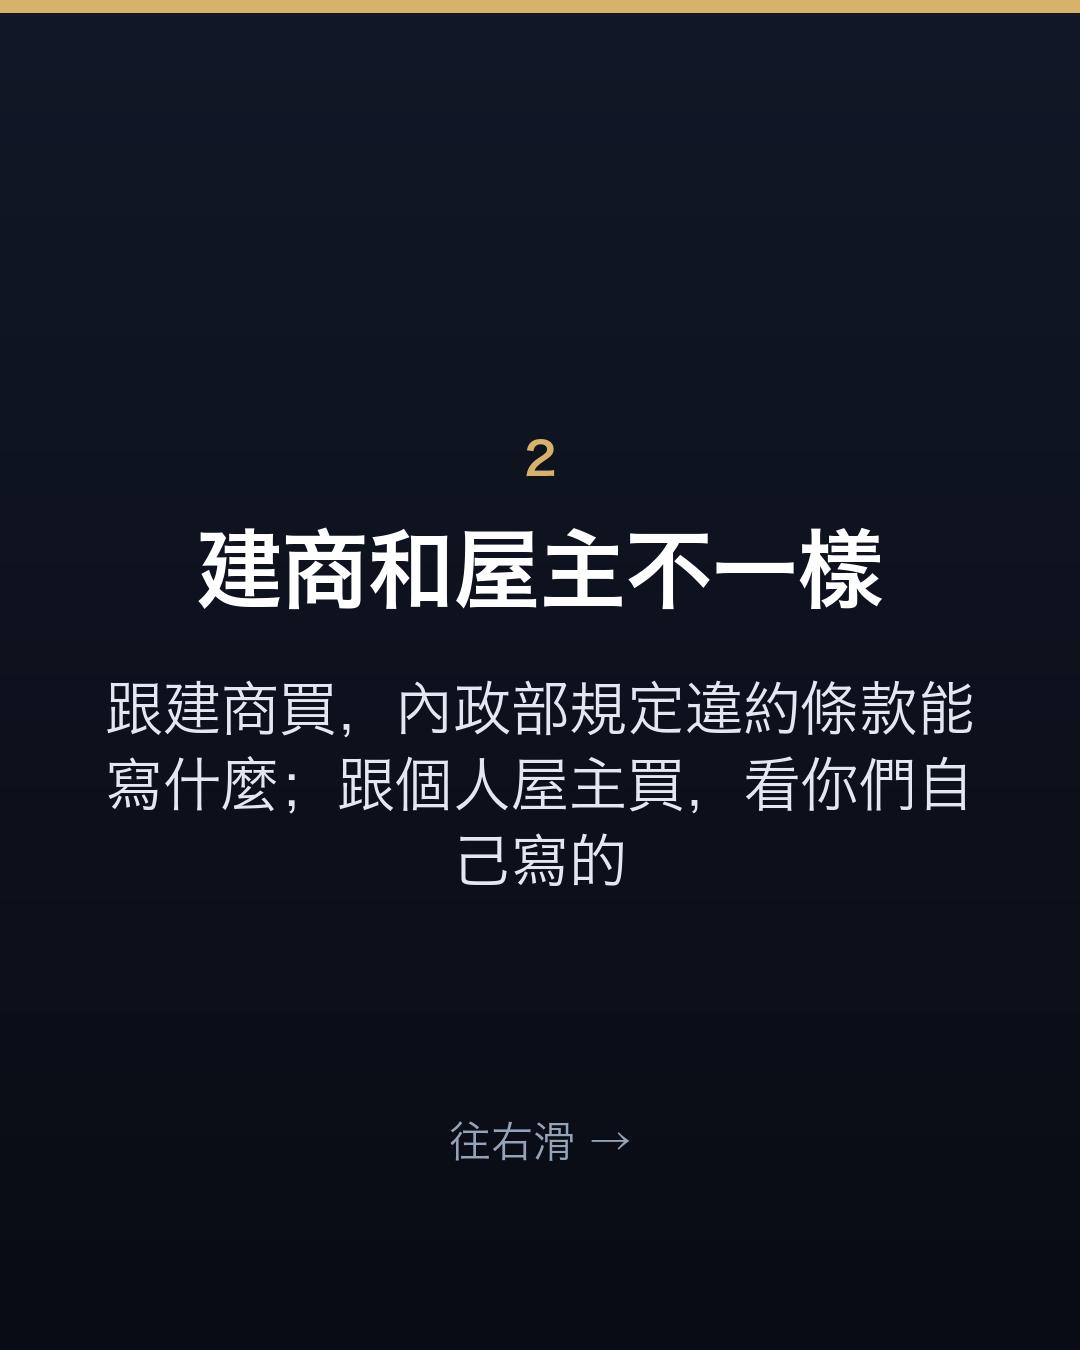 2
建商和屋主不一樣
跟建商買，內政部規定違約條款能
寫什麼；跟個人屋主買，看你們自
己寫的
往右滑 →